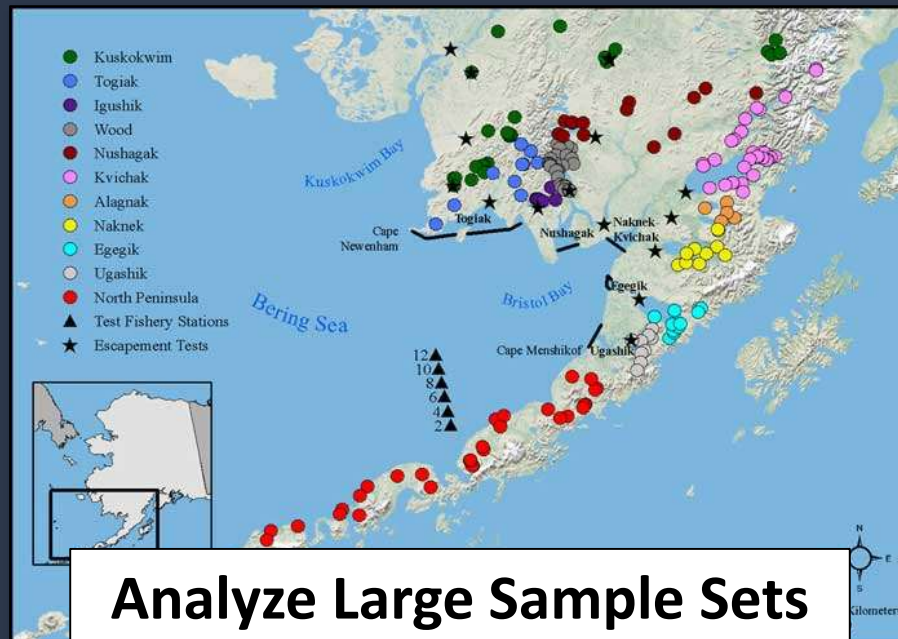 Kuskokwim
Togiak
Igushik
Wood
Nushagak
Kvichak
Alagnak
Naknek
Egegik
Ugashik
North Peninsula
Test Fishery Stations
Escapement Tests
Kuskokwim Bay
Togiak
Cape
Newenham
Nushagak
Naknek-
Kvichak
Bristol Bay
Egegik
Bering Sea
Cape Menshikof
Ugashik
12
10
8
6
4
2
N
E
S
Analyze Large Sample Sets